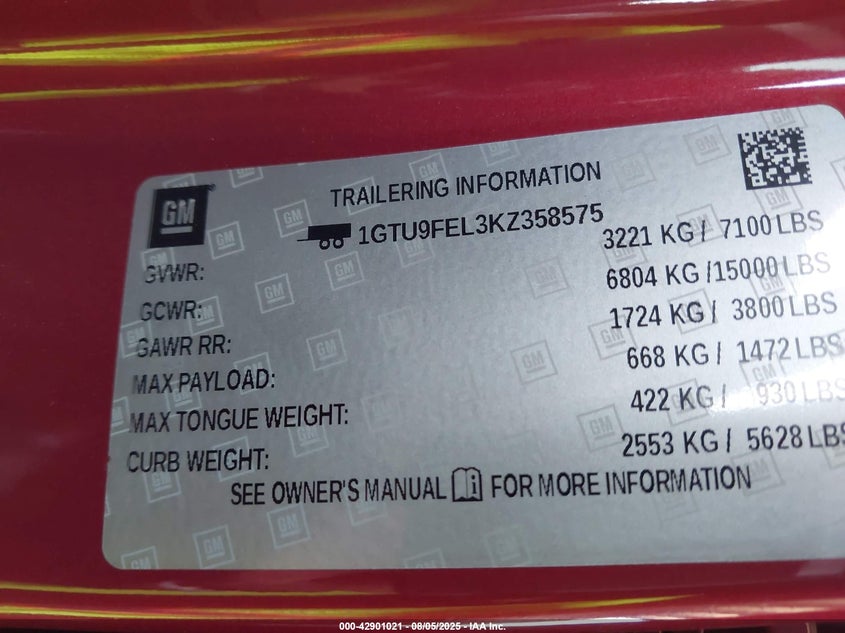 GM
TRAILERING INFORMATION
1GTU9FEL3KZ358575
GVWR: 3221 KG / 7100 LBS
GCWR: 6804 KG / 15000 LBS
GAWR RR: 1724 KG / 3800 LBS
MAX PAYLOAD: 668 KG / 1472 LBS
MAX TONGUE WEIGHT: 422 KG / 930 LBS
CURB WEIGHT: 2553 KG / 5628 LBS
SEE OWNER'S MANUAL FOR MORE INFORMATION
000-42901021 - 08/05/2025 - IAA Inc.